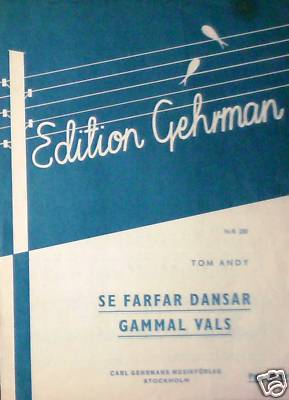 Edition Gehrman
TOM ANDY
SE FARFAR DANSAR
GAMMAL VALS
CARL GEHRMANS MUSIKFÖRLAG
STOCKHOLM